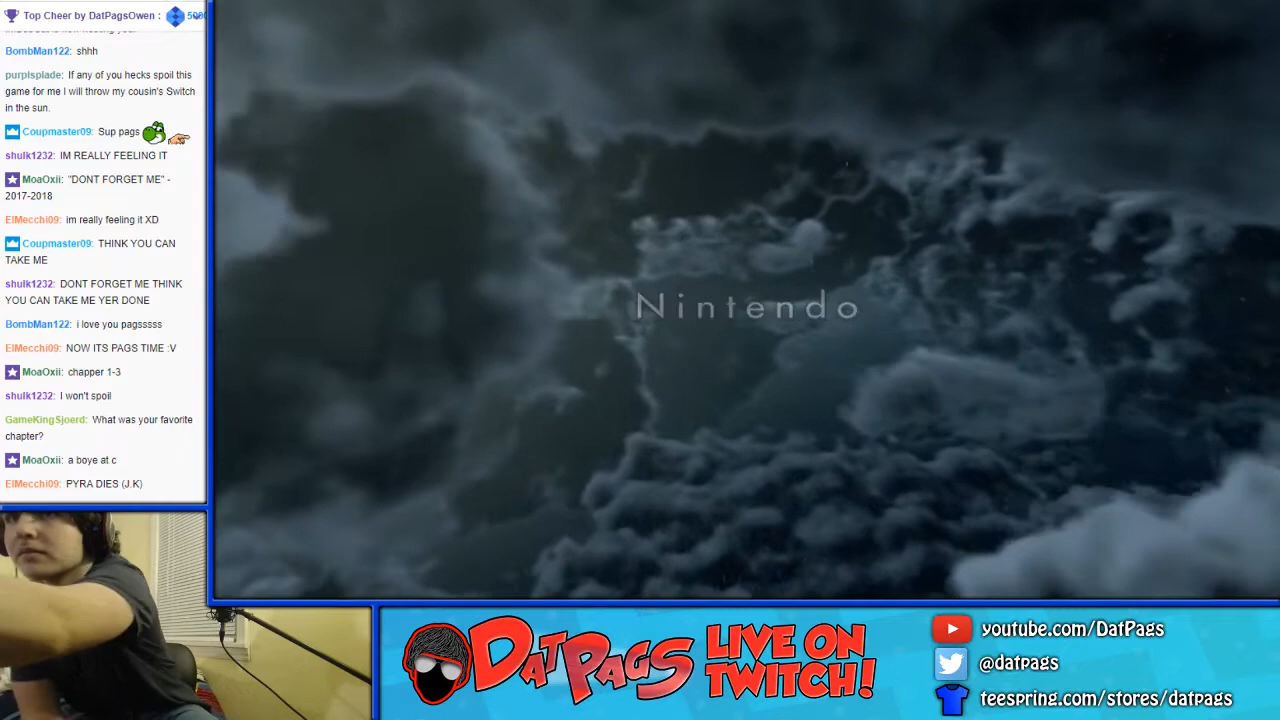 Top Cheer by DatPagsOwen :
BombMan122: shhh
purplsplade: If any of you hecks spoil this
game for me I will throw my cousin's Switch
in the sun.
Coupmaster09: Sup pags
shulk1232: IM REALLY FEELING IT
MoaOxii: "DONT FORGET ME" -
2017-2018
ElMecchi09: im really feeling it XD
Coupmaster09: THINK YOU CAN
TAKE ME
shulk1232: DONT FORGET ME THINK
YOU CAN TAKE ME YER DONE
BombMan122: i love you pagsssss
ElMecchi09: NOW ITS PAGS TIME :V
MoaOxii: chapper 1-3
shulk1232: I won't spoil
GameKingSjoerd: What was your favorite
chapter?
MoaOxii: a boye at c
ElMecchi09: PYRA DIES (J.K)
Nintendo
DATPAGS LIVE ON
TWITCH!
youtube.com/DatPags
@datpags
teespring.com/stores/datpags